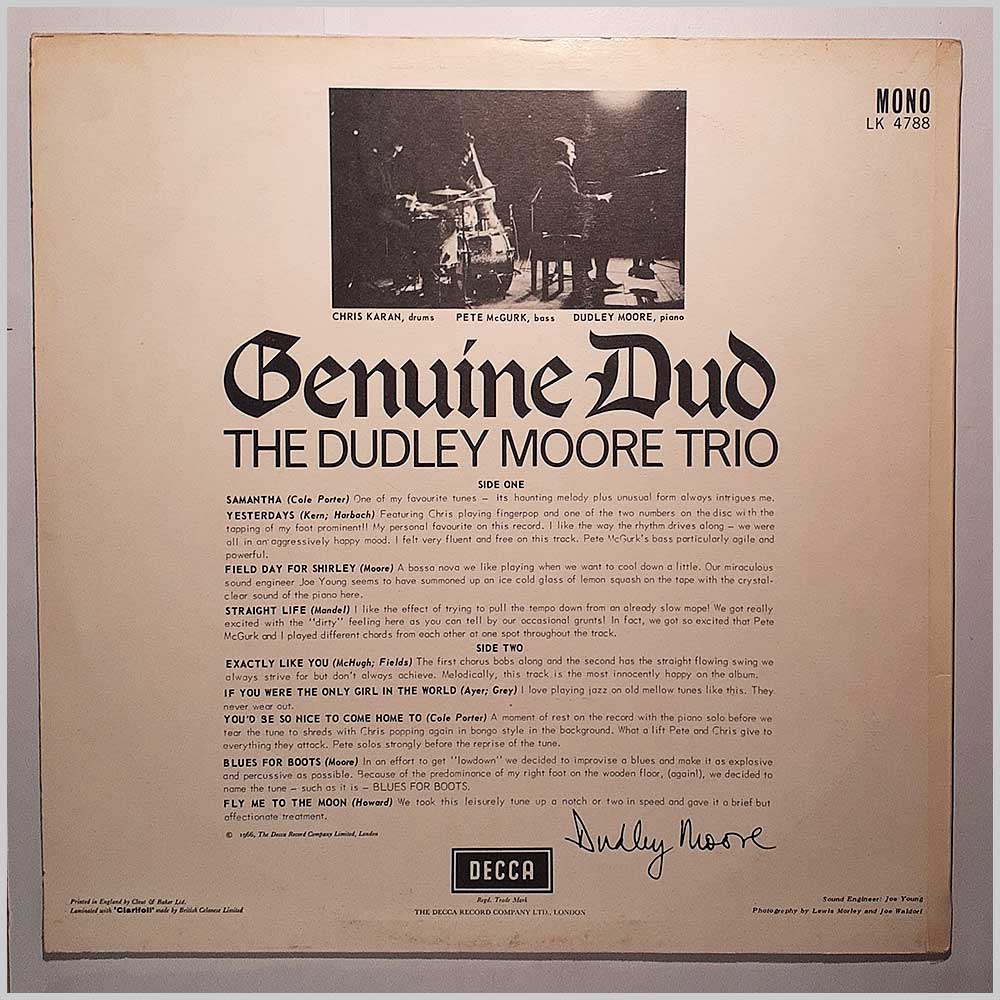 MONO
LK 4788
CHRIS KARAN, drums PETE McGURK, bass DUDLEY MOORE, piano
Genuine Dud
THE DUDLEY MOORE TRIO
SIDE ONE
SAMANTHA (Cole Porter) One of my favourite tunes – its haunting melody plus unusual form always intrigues me.
YESTERDAYS (Kern; Harbach) Featuring Chris playing fingerpop and one of the two numbers on the disc with the
tapping of my foot prominent!! My personal favourite on this record. I like the way the rhythm drives along – we were
all in an aggressively happy mood. I felt very fluent and free on this track. Pete McGurk's bass particularly agile and
powerful.
FIELD DAY FOR SHIRLEY (Moore) A bossa nova we like playing when we want to cool down a little. Our miraculous
sound engineer Joe Young seems to have summoned up an ice cold glass of lemon squash on the tape with the crystal-
clear sound of the piano here.
STRAIGHT LIFE (Mandel) I like the effect of trying to pull the tempo down from an already slow mope! We got really
excited with the "dirty" feeling here as you can tell by our occasional grunts! In fact, we got so excited that Pete
McGurk and I played different chords from each other at one spot throughout the track.
SIDE TWO
EXACTLY LIKE YOU (McHugh; Fields) The first chorus bobs along and the second has the straight flowing swing we
always strive for but don't always achieve. Melodically, this track is the most innocently happy on the album.
IF YOU WERE THE ONLY GIRL IN THE WORLD (Ayer; Grey) I love playing jazz on old mellow tunes like this. They
never wear out.
YOU'D BE SO NICE TO COME HOME TO (Cole Porter) A moment of rest on the record with the piano solo before we
tear the tune to shreds with Chris popping again in bongo style in the background. What a lift Pete and Chris give to
everything they attack. Pete solos strongly before the reprise of the tune.
BLUES FOR BOOTS (Moore) In an effort to get "lowdown" we decided to improvise a blues and make it as explosive
and percussive as possible. Because of the predominance of my right foot on the wooden floor, (again!), we decided to
name the tune – such as it is – BLUES FOR BOOTS.
FLY ME TO THE MOON (Howard) We took this leisurely tune up a notch or two in speed and gave it a brief but
affectionate treatment.
© 1966, The Decca Record Company Limited, London
Dudley Moore
DECCA
Regd. Trade Mark
THE DECCA RECORD COMPANY LTD., LONDON
Printed in England by Clout & Baker Ltd.
Laminated with 'Clarifoil' made by British Celanese Limited
Sound Engineer: Joe Young
Photography by Lewis Morley and Joe Waldorf